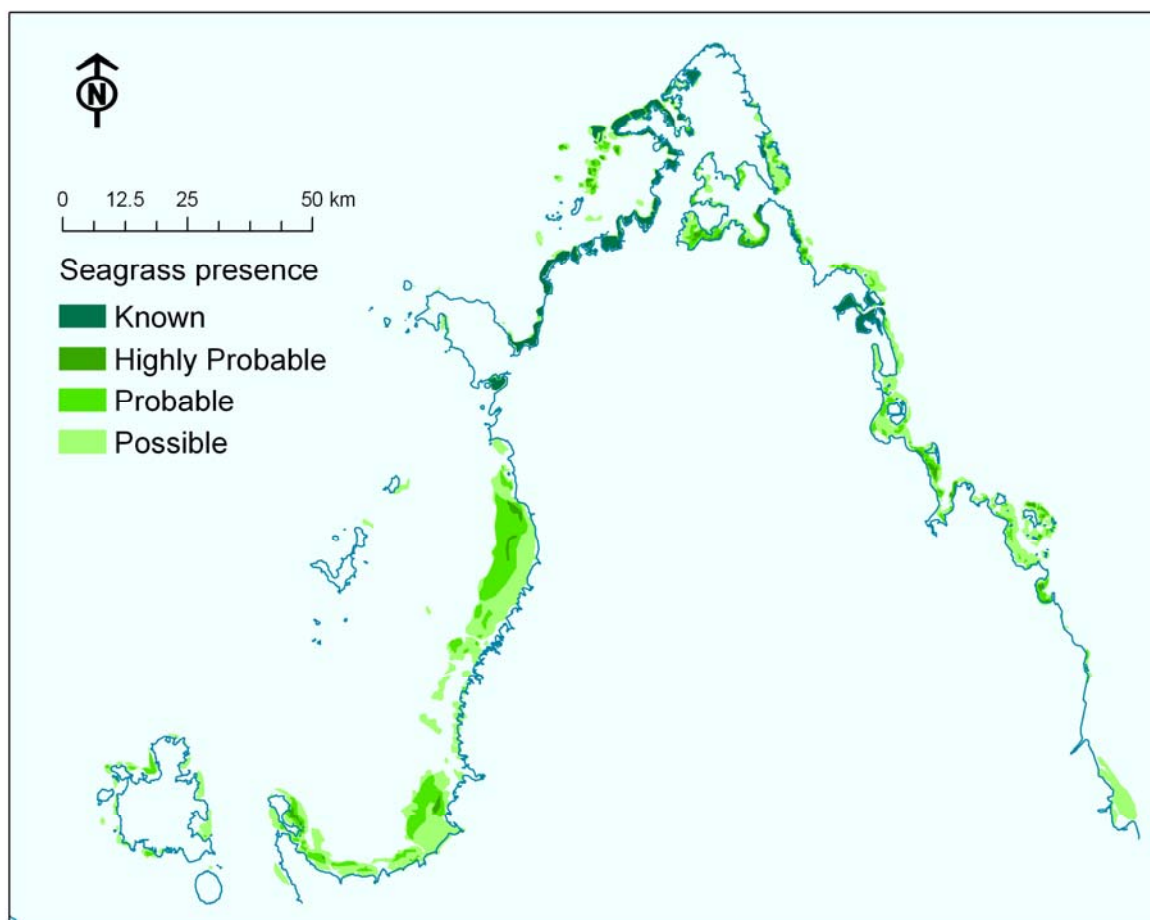 N
0 12.5 25 50 km
Seagrass presence
Known
Highly Probable
Probable
Possible